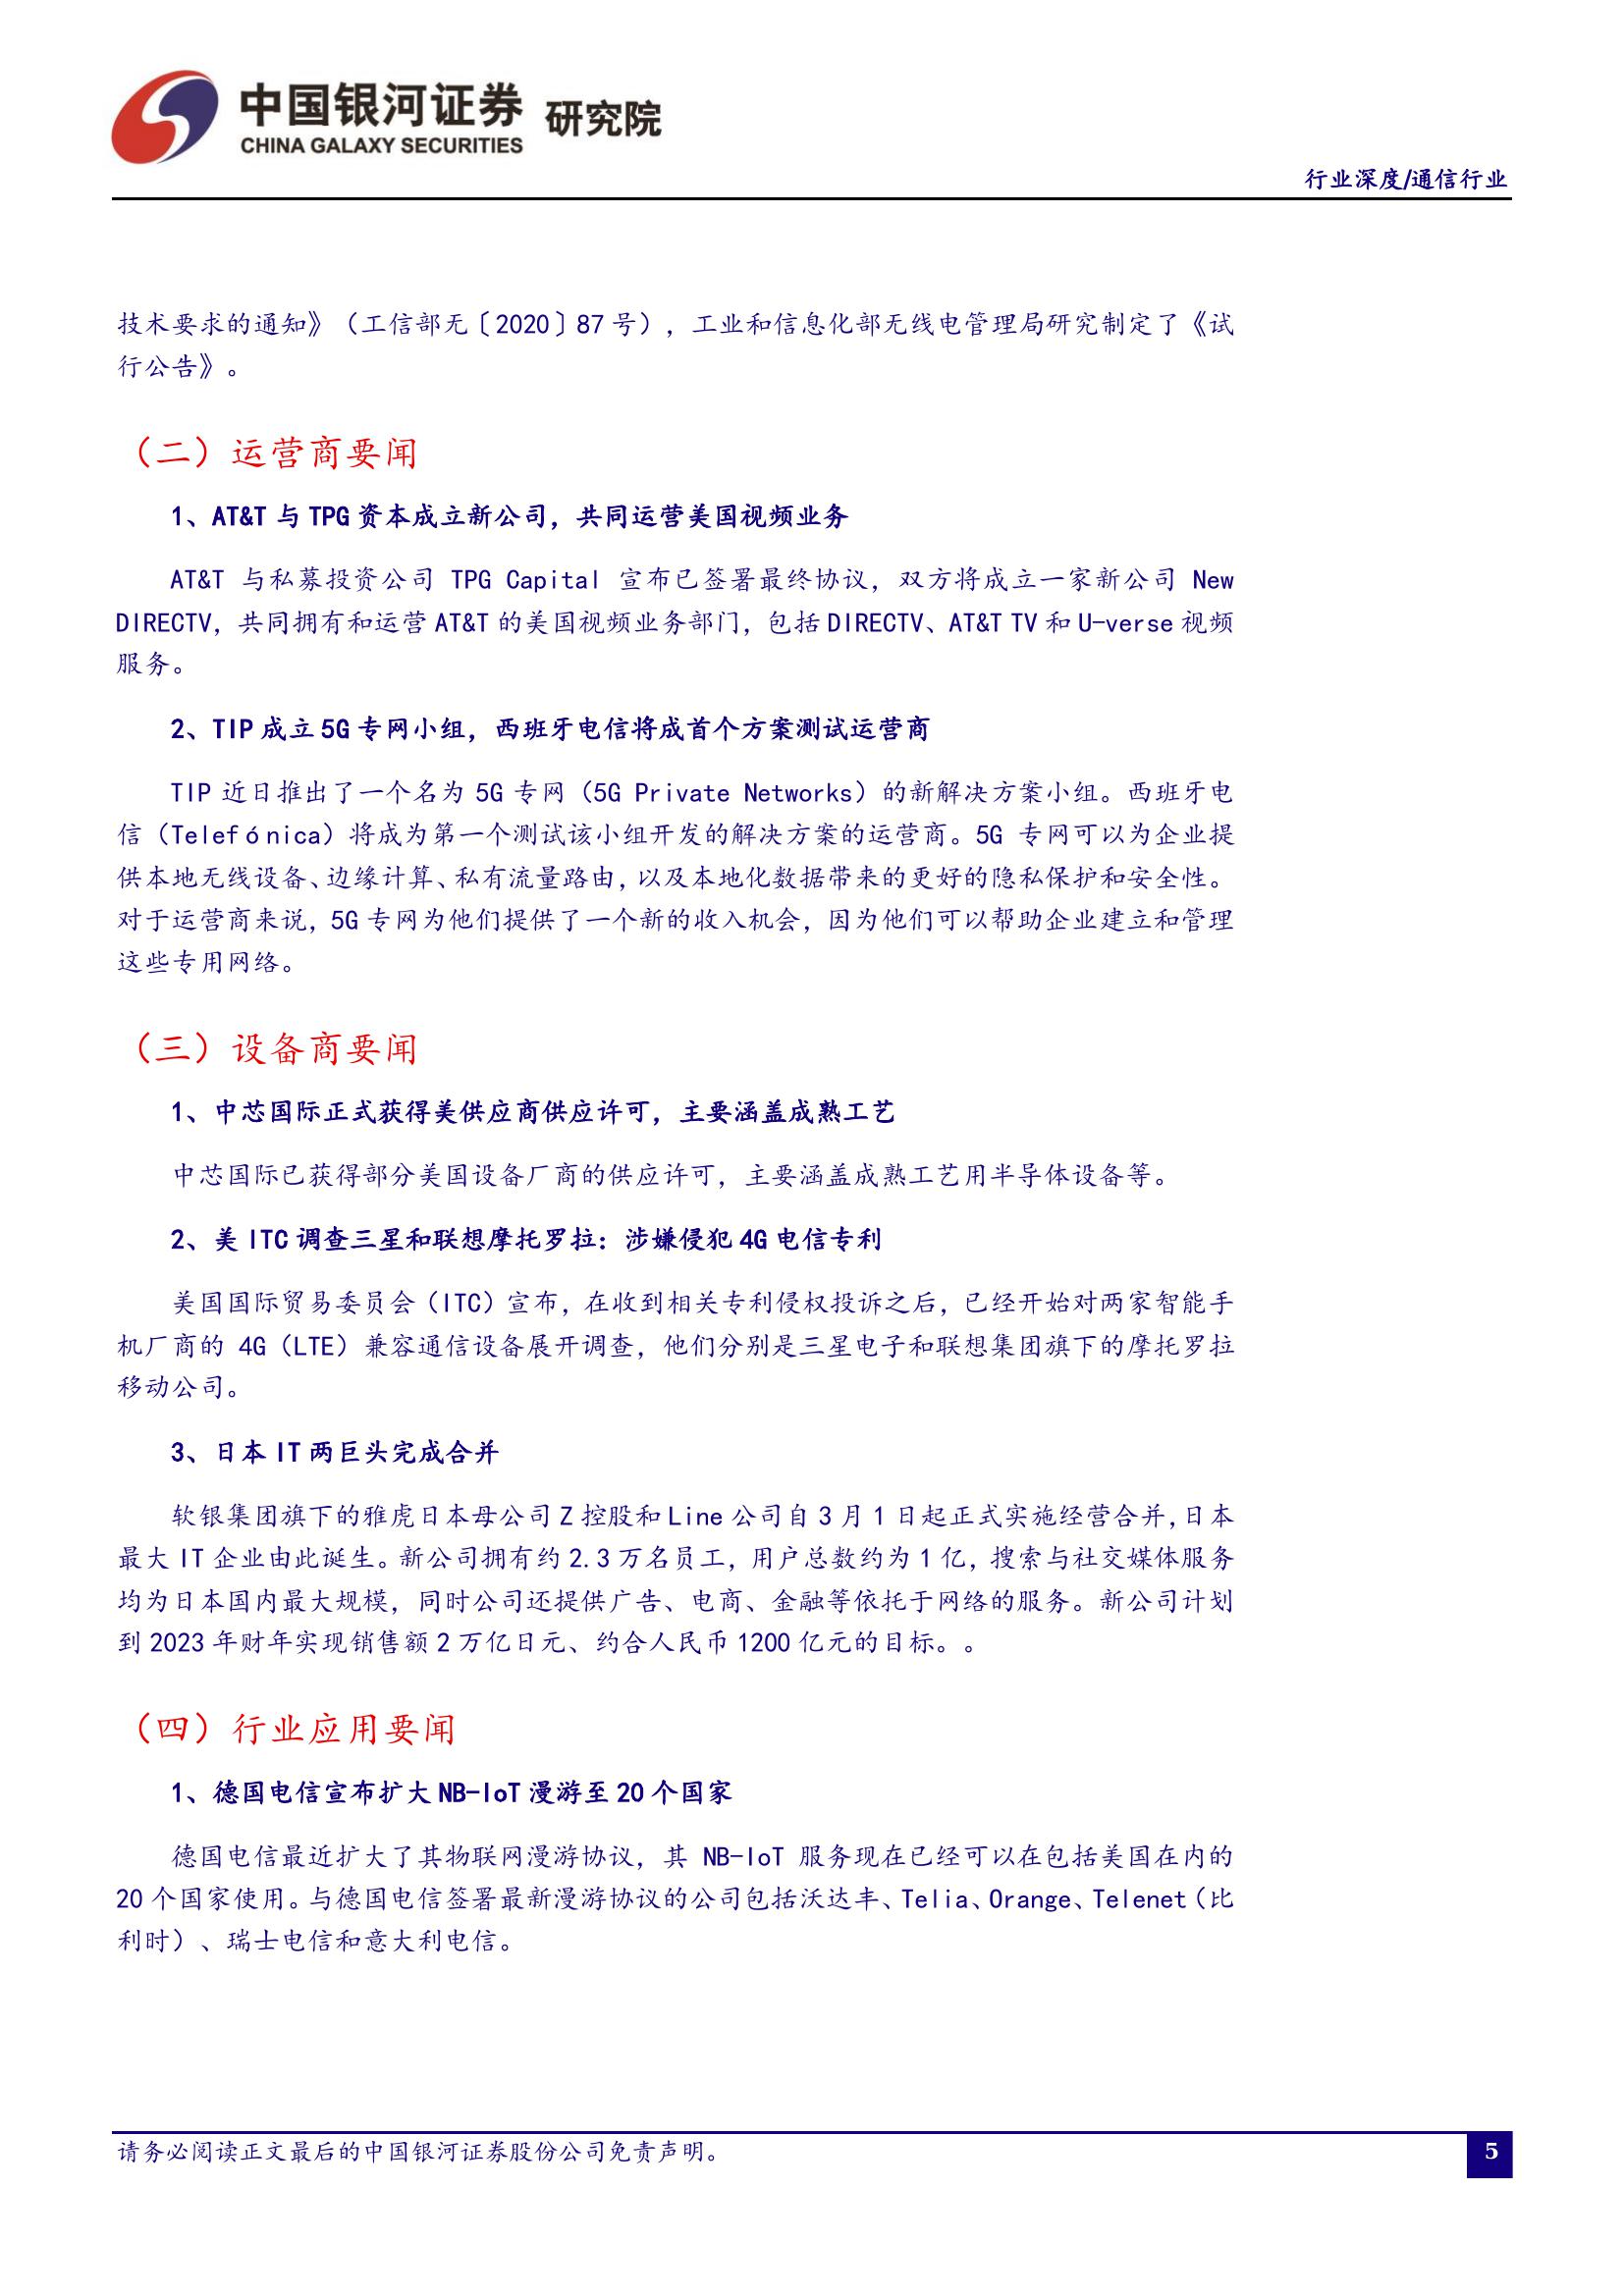 中国银河证券 研究院
CHINA GALAXY SECURITIES
行业深度/通信行业
技术要求的通知》（工信部无〔2020〕87 号），工业和信息化部无线电管理局研究制定了《试
行公告》。
（二）运营商要闻
1、AT&T 与 TPG 资本成立新公司，共同运营美国视频业务
AT&T 与私募投资公司 TPG Capital 宣布已签署最终协议，双方将成立一家新公司 New
DIRECTV，共同拥有和运营 AT&T 的美国视频业务部门，包括 DIRECTV、AT&T TV 和 U-verse 视频
服务。
2、TIP 成立 5G 专网小组，西班牙电信将成首个方案测试运营商
TIP 近日推出了一个名为 5G 专网（5G Private Networks）的新解决方案小组。西班牙电
信（Telefónica）将成为第一个测试该小组开发的解决方案的运营商。5G 专网可以为企业提
供本地无线设备、边缘计算、私有流量路由，以及本地化数据带来的更好的隐私保护和安全性。
对于运营商来说，5G 专网为他们提供了一个新的收入机会，因为他们可以帮助企业建立和管理
这些专用网络。
（三）设备商要闻
1、中芯国际正式获得美供应商供应许可，主要涵盖成熟工艺
中芯国际已获得部分美国设备厂商的供应许可，主要涵盖成熟工艺用半导体设备等。
2、美 ITC 调查三星和联想摩托罗拉：涉嫌侵犯 4G 电信专利
美国国际贸易委员会（ITC）宣布，在收到相关专利侵权投诉之后，已经开始对两家智能手
机厂商的 4G（LTE）兼容通信设备展开调查，他们分别是三星电子和联想集团旗下的摩托罗拉
移动公司。
3、日本 IT 两巨头完成合并
软银集团旗下的雅虎日本母公司 Z 控股和 Line 公司自 3 月 1 日起正式实施经营合并，日本
最大 IT 企业由此诞生。新公司拥有约 2.3 万名员工，用户总数约为 1 亿，搜索与社交媒体服务
均为日本国内最大规模，同时公司还提供广告、电商、金融等依托于网络的服务。新公司计划
到 2023 年财年实现销售额 2 万亿日元、约合人民币 1200 亿元的目标。。
（四）行业应用要闻
1、德国电信宣布扩大 NB-IoT 漫游至 20 个国家
德国电信最近扩大了其物联网漫游协议，其 NB-IoT 服务现在已经可以在包括美国在内的
20 个国家使用。与德国电信签署最新漫游协议的公司包括沃达丰、Telia、Orange、Telenet（比
利时）、瑞士电信和意大利电信。
请务必阅读正文最后的中国银河证券股份公司免责声明。
5